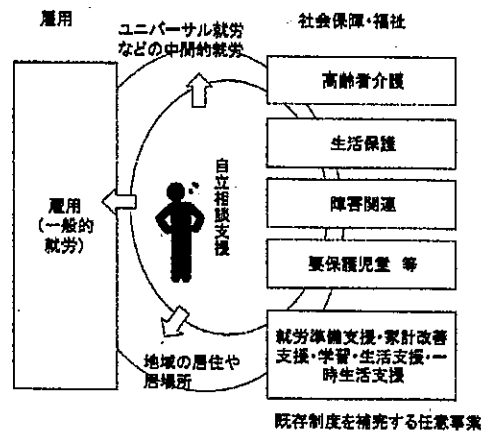 雇用
社会保障・福祉
ユニバーサル就労
などの中間的就労
雇用
(一般的
就労)
自立相談支援
高齢者介護
生活保護
障害関連
要保護児童 等
就労準備支援・家計改善
支援・学習・生活支援・一
時生活支援
地域の居住や
居場所
既存制度を補完する任意事業